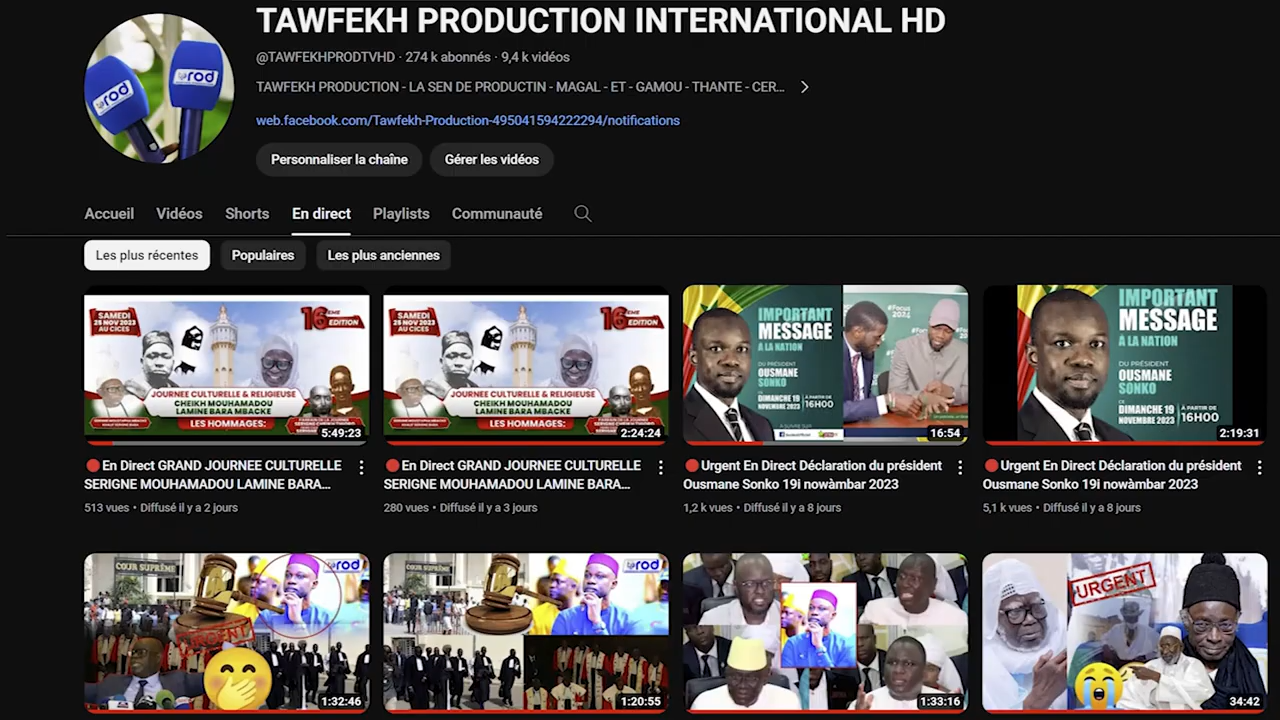 TAWFEKH PRODUCTION INTERNATIONAL HD
@TAWFEKHPRODTVHD · 274 k abonnés · 9,4 k vidéos
TAWFEKH PRODUCTION - LA SEN DE PRODUCTIN - MAGAL - ET - GAMOU - THANTE - CER...
web.facebook.com/Tawfekh-Production-495041594222294/notifications
Personnaliser la chaîne
Gérer les vidéos
Accueil Vidéos Shorts En direct Playlists Communauté
Les plus récentes Populaires Les plus anciennes
SAMEDI
25 NOV 2023
AU CICES
16EME
EDITION
JOURNEE CULTURELLE & RELIGIEUSE
CHEIKH MOUHAMADOU
LAMINE BARA MBACKE
LES HOMMAGES:
5:49:23
SAMEDI
25 NOV 2023
AU CICES
16EME
EDITION
JOURNEE CULTURELLE & RELIGIEUSE
CHEIKH MOUHAMADOU
LAMINE BARA MBACKE
LES HOMMAGES:
2:24:24
IMPORTANT
MESSAGE
À LA NATION
DU PRÉSIDENT
OUSMANE
SONKO
CE
DIMANCHE 19
NOVEMBRE 2023
À PARTIR DE
16H00
#Focus
2024
16:54
IMPORTANT
MESSAGE
À LA NATION
DU PRÉSIDENT
OUSMANE
SONKO
CE
DIMANCHE 19
NOVEMBRE 2023
À PARTIR DE
16H00
2:19:31
En Direct GRAND JOURNEE CULTURELLE
SERIGNE MOUHAMADOU LAMINE BARA...
513 vues • Diffusé il y a 2 jours
En Direct GRAND JOURNEE CULTURELLE
SERIGNE MOUHAMADOU LAMINE BARA...
280 vues • Diffusé il y a 3 jours
Urgent En Direct Déclaration du président
Ousmane Sonko 19i nowàmbar 2023
1,2 k vues • Diffusé il y a 8 jours
Urgent En Direct Déclaration du président
Ousmane Sonko 19i nowàmbar 2023
5,1 k vues • Diffusé il y a 8 jours
COUR SUPRÊME
prod
URGENT
1:32:46
COUR SUPRÊME
prod
1:20:55
1:33:16
URGENT
34:42